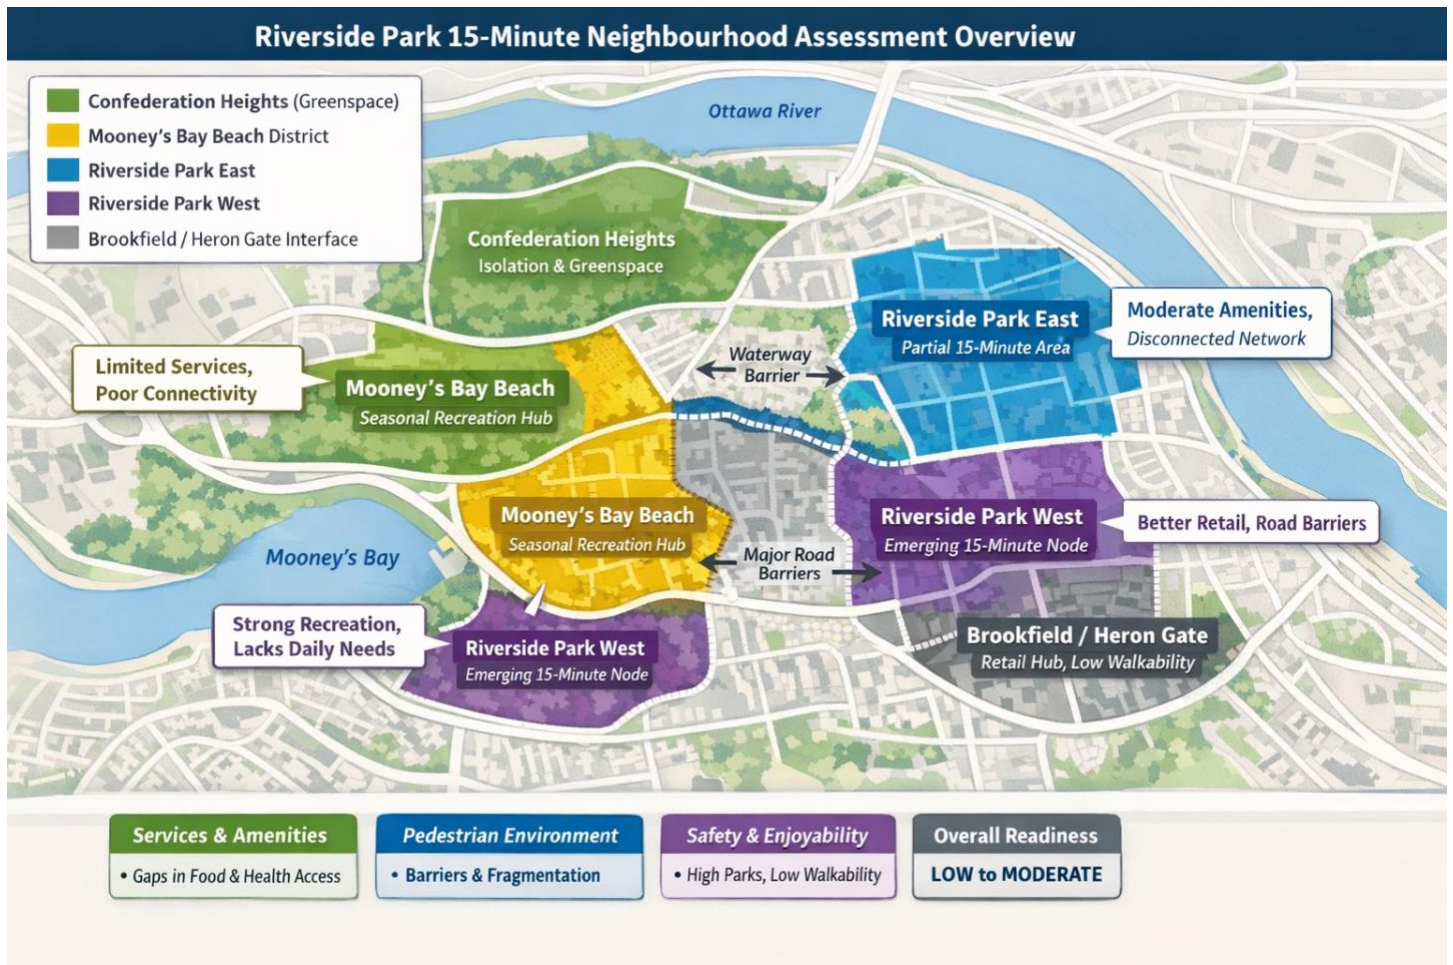 Riverside Park 15-Minute Neighbourhood Assessment Overview
Confederation Heights (Greenspace)
Mooney's Bay Beach District
Riverside Park East
Riverside Park West
Brookfield / Heron Gate Interface
Ottawa River
Confederation Heights
Isolation & Greenspace
Riverside Park East
Partial 15-Minute Area
Moderate Amenities,
Disconnected Network
Waterway
Barrier
Limited Services,
Poor Connectivity
Mooney's Bay Beach
Seasonal Recreation Hub
Mooney's Bay Beach
Seasonal Recreation Hub
Riverside Park West
Emerging 15-Minute Node
Better Retail, Road Barriers
Mooney's Bay
Major Road
Barriers
Strong Recreation,
Lacks Daily Needs
Riverside Park West
Emerging 15-Minute Node
Brookfield / Heron Gate
Retail Hub, Low Walkability
Services & Amenities
• Gaps in Food & Health Access
Pedestrian Environment
• Barriers & Fragmentation
Safety & Enjoyability
• High Parks, Low Walkability
Overall Readiness
LOW to MODERATE